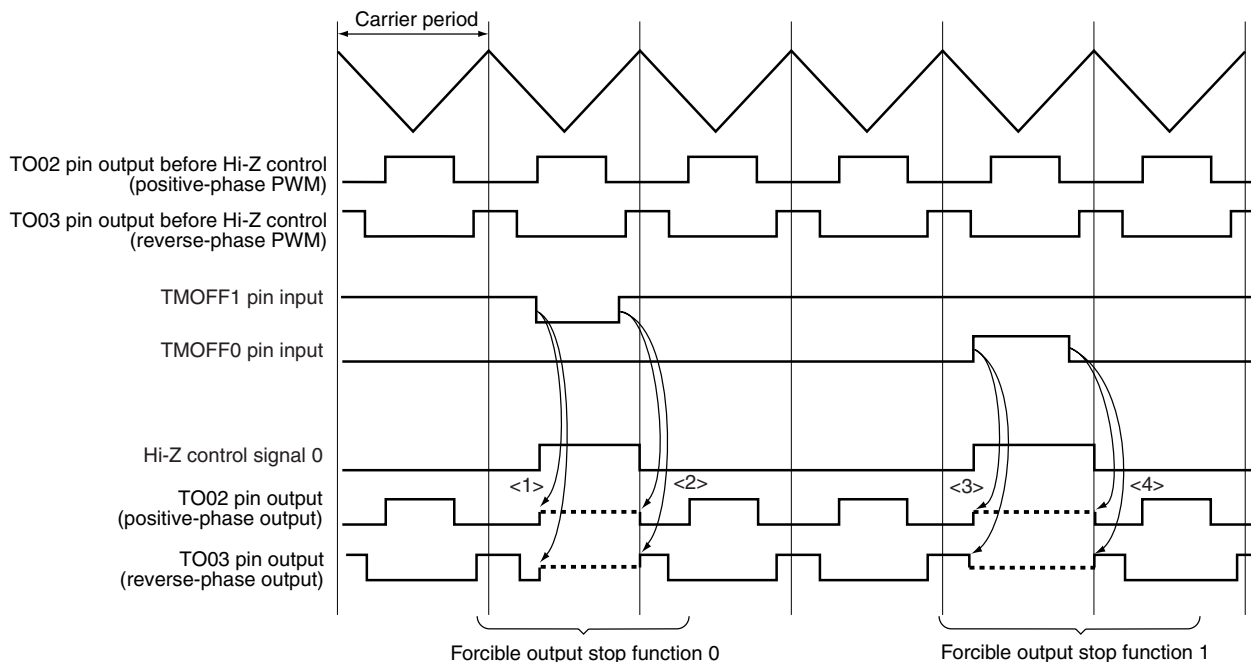 Carrier period
TO02 pin output before Hi-Z control
(positive-phase PWM)
TO03 pin output before Hi-Z control
(reverse-phase PWM)
TMOFF1 pin input
TMOFF0 pin input
Hi-Z control signal 0
<1>
<2>
<3>
<4>
TO02 pin output
(positive-phase output)
TO03 pin output
(reverse-phase output)
Forcible output stop function 0
Forcible output stop function 1